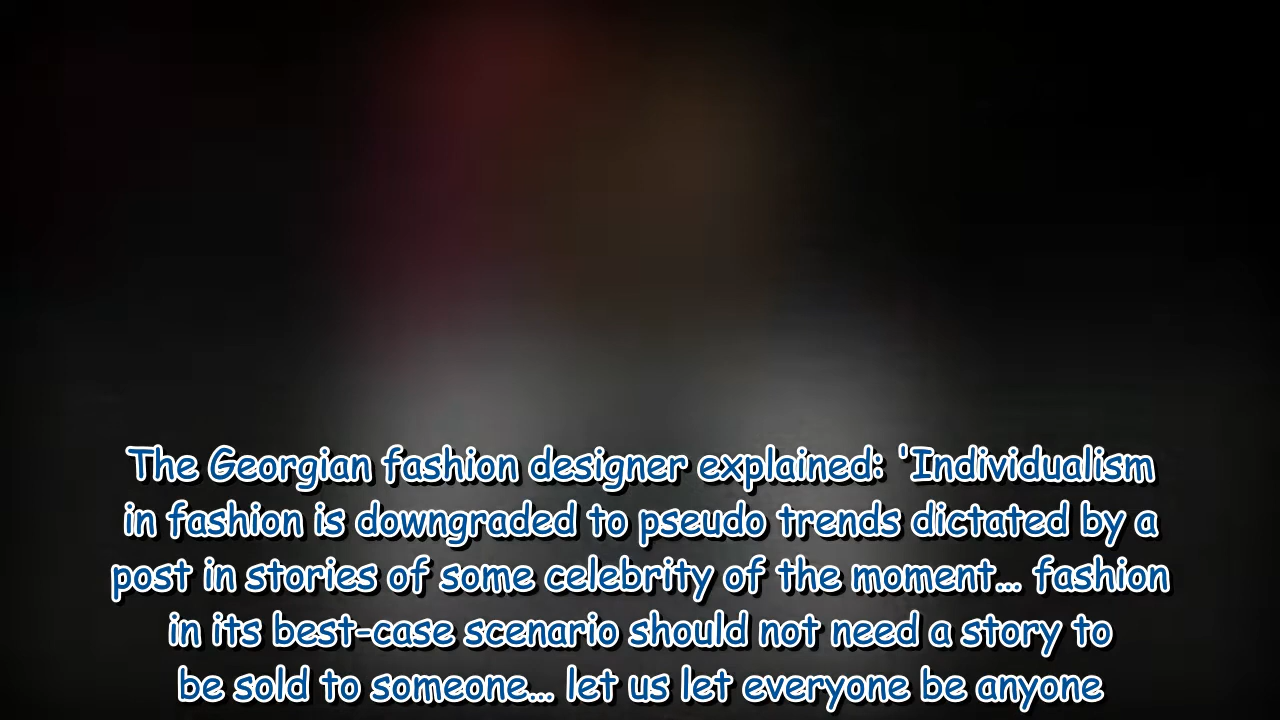 The Georgian fashion designer explained: 'Individualism
in fashion is downgraded to pseudo trends dictated by a
post in stories of some celebrity of the moment... fashion
in its best-case scenario should not need a story to
be sold to someone... let us let everyone be anyone